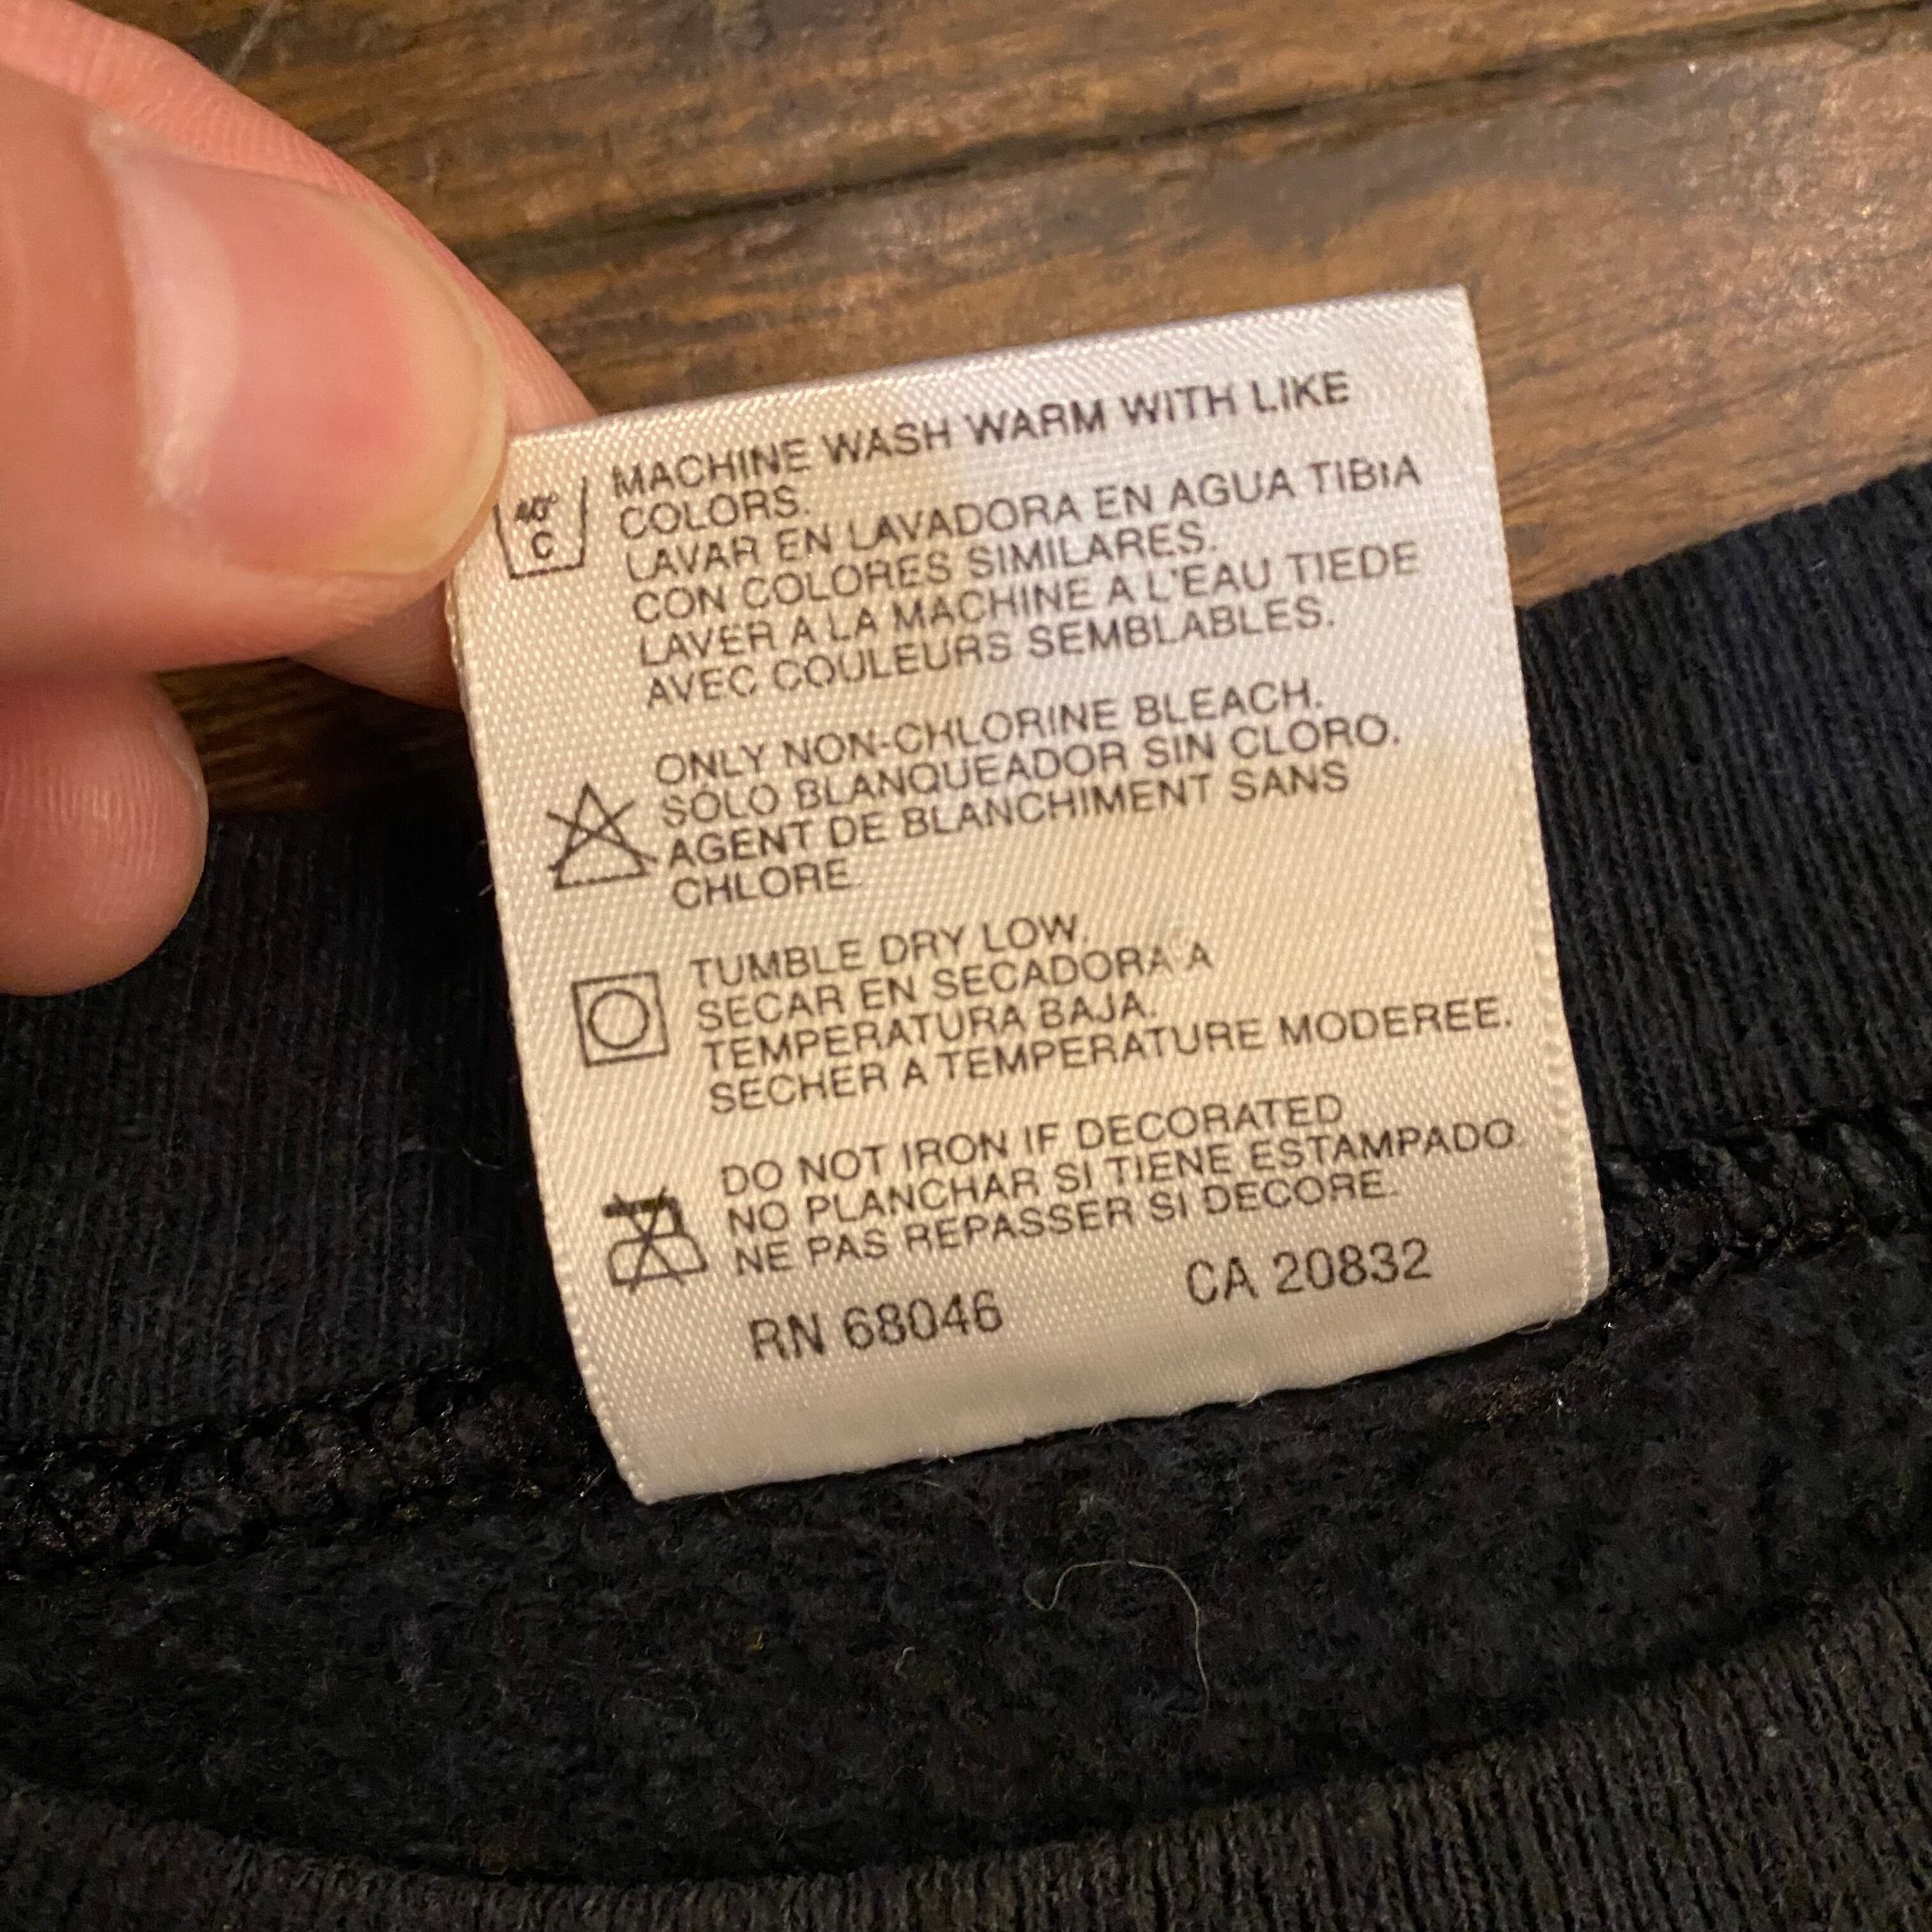 MACHINE WASH WARM WITH LIKE
COLORS.
LAVAR EN LAVADORA EN AGUA TIBIA
CON COLORES SIMILARES.
LAVER A LA MACHINE A L'EAU TIEDE
AVEC COULEURS SEMBLABLES.
40°
C
ONLY NON-CHLORINE BLEACH.
SOLO BLANQUEADOR SIN CLORO.
AGENT DE BLANCHIMENT SANS
CHLORE.
TUMBLE DRY LOW.
SECAR EN SECADORA A
TEMPERATURA BAJA.
SECHER A TEMPERATURE MODEREE.
DO NOT IRON IF DECORATED
NO PLANCHAR SI TIENE ESTAMPADO
NE PAS REPASSER SI DECORE.
RN 68046 CA 20832